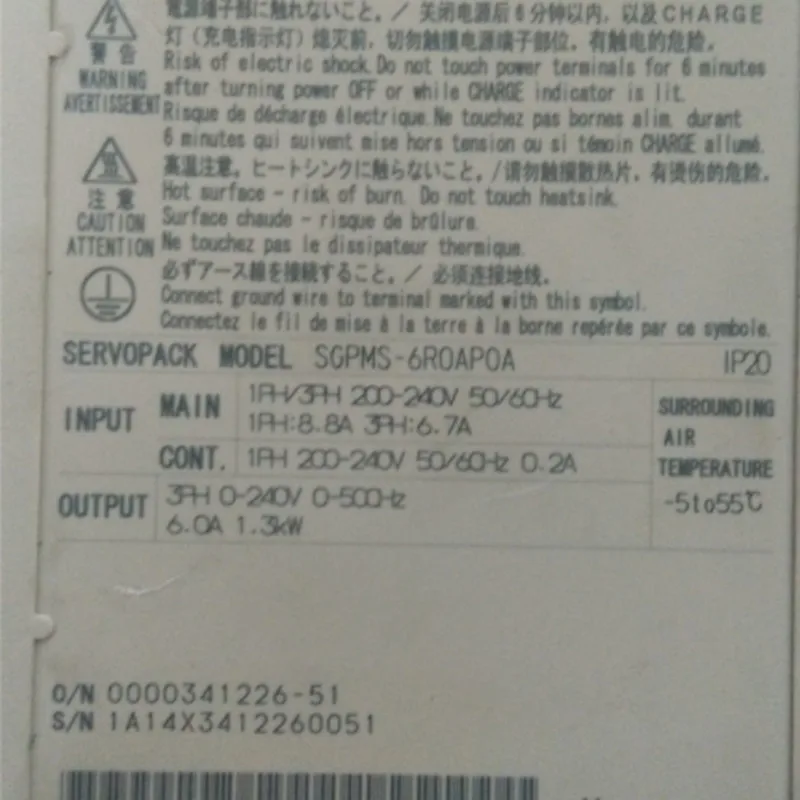 電源端子部に触れないこと。／ 关闭电源后6分钟以内，以及CHARGE
灯（充电指示灯）熄灭前，切勿触摸电源端子部位。有触电的危险。
警告
WARNING
AVERTISSEMENT
Risk of electric shock. Do not touch power terminals for 6 minutes
after turning power OFF or while CHARGE indicator is lit.
Risque de décharge électrique. Ne touchez pas bornes alim. durant
6 minutes qui suivent mise hors tension ou si témoin CHARGE allumé.
注意
CAUTION
ATTENTION
高温注意。ヒートシンクに触らないこと。／请勿触摸散热片，有烫伤的危险。
Hot surface - risk of burn. Do not touch heatsink.
Surface chaude - risque de brûlure.
Ne touchez pas le dissipateur thermique.
必ずアース線を接続すること。／ 必须连接地线。
Connect ground wire to terminal marked with this symbol.
Connectez le fil de mise à la terre à la borne repérée par ce symbole.
SERVOPACK MODEL SGPMS-6R0AP0A IP20
INPUT
MAIN
1PH/3PH 200-240V 50/60Hz
1PH:8.8A 3PH:6.7A
CONT. 1PH 200-240V 50/60Hz 0.2A
OUTPUT
3PH 0-240V 0-500Hz
6.0A 1.3kW
SURROUNDING
AIR
TEMPERATURE
-5to55℃
O/N 0000341226-51
S/N 1A14X3412260051